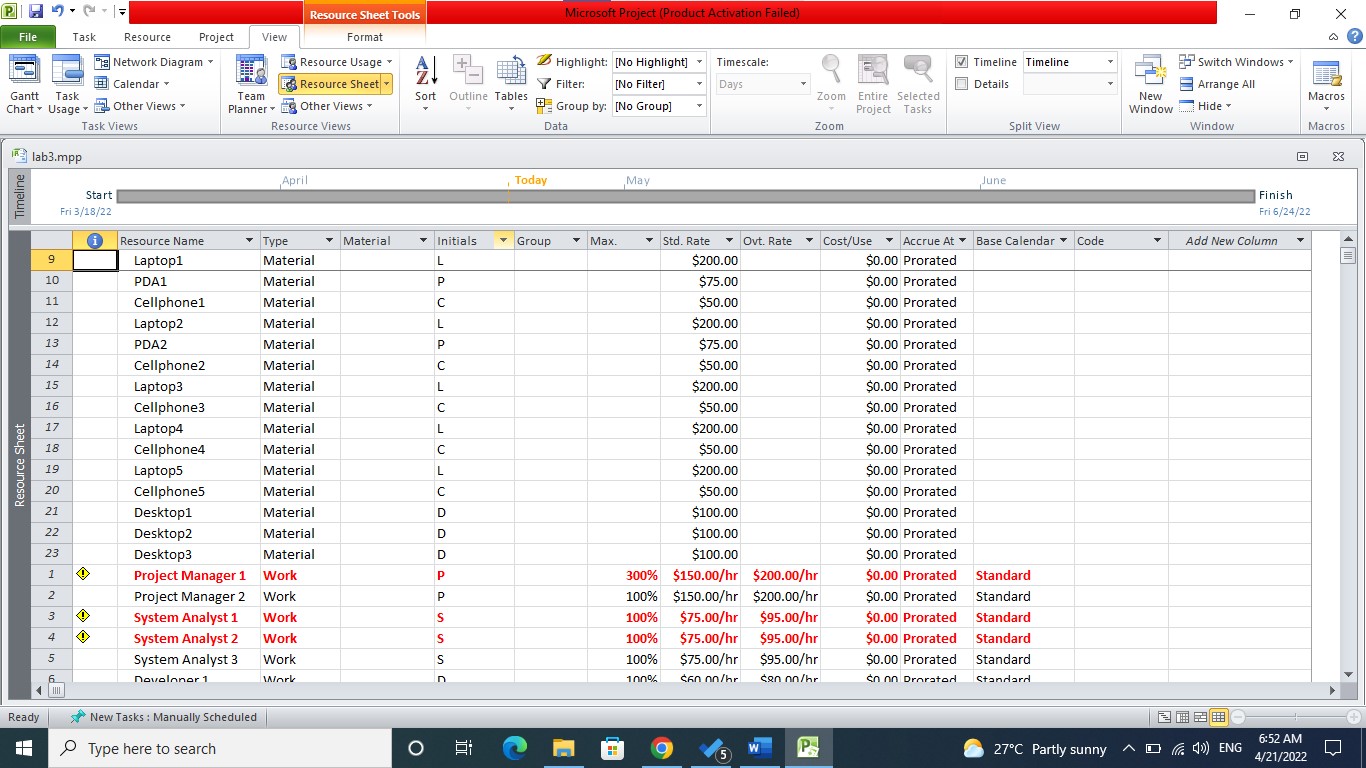 Resource Sheet Tools Microsoft Project (Product Activation Failed)
File Task Resource Project View Format
Gantt Chart Task Usage Network Diagram Calendar Other Views
Task Views
Team Planner Resource Usage Resource Sheet Other Views
Resource Views
Sort Outline Tables Highlight: [No Highlight] Filter: [No Filter] Group by: [No Group]
Data
Timescale: Days Zoom Entire Project Selected Tasks
Zoom
Timeline Timeline Details
Split View
New Window Switch Windows Arrange All Hide
Window
Macros
Macros
lab3.mpp
Timeline
April Today May June
Start Finish
Fri 3/18/22 Fri 6/24/22
Resource Sheet
Resource Name Type Material Initials Group Max. Std. Rate Ovt. Rate Cost/Use Accrue At Base Calendar Code Add New Column
9 Laptop1 Material L $200.00 $0.00 Prorated
10 PDA1 Material P $75.00 $0.00 Prorated
11 Cellphone1 Material C $50.00 $0.00 Prorated
12 Laptop2 Material L $200.00 $0.00 Prorated
13 PDA2 Material P $75.00 $0.00 Prorated
14 Cellphone2 Material C $50.00 $0.00 Prorated
15 Laptop3 Material L $200.00 $0.00 Prorated
16 Cellphone3 Material C $50.00 $0.00 Prorated
17 Laptop4 Material L $200.00 $0.00 Prorated
18 Cellphone4 Material C $50.00 $0.00 Prorated
19 Laptop5 Material L $200.00 $0.00 Prorated
20 Cellphone5 Material C $50.00 $0.00 Prorated
21 Desktop1 Material D $100.00 $0.00 Prorated
22 Desktop2 Material D $100.00 $0.00 Prorated
23 Desktop3 Material D $100.00 $0.00 Prorated
1 Project Manager 1 Work P 300% $150.00/hr $200.00/hr $0.00 Prorated Standard
2 Project Manager 2 Work P 100% $150.00/hr $200.00/hr $0.00 Prorated Standard
3 System Analyst 1 Work S 100% $75.00/hr $95.00/hr $0.00 Prorated Standard
4 System Analyst 2 Work S 100% $75.00/hr $95.00/hr $0.00 Prorated Standard
5 System Analyst 3 Work S 100% $75.00/hr $95.00/hr $0.00 Prorated Standard
6 Developer 1 Work D 100% $60.00/hr $80.00/hr $0.00 Prorated Standard
Ready New Tasks : Manually Scheduled
Type here to search 5 27°C Partly sunny ENG 6:52 AM
4/21/2022